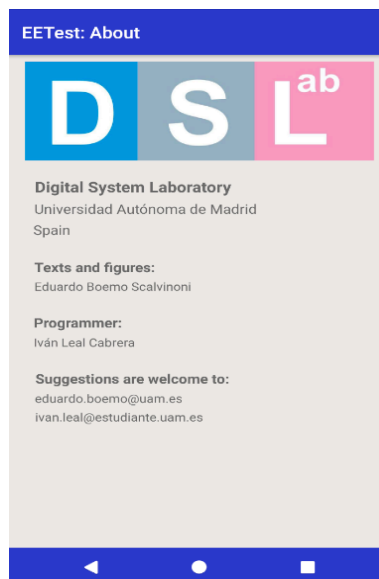 EETest: About
D S Lab
Digital System Laboratory
Universidad Autónoma de Madrid
Spain
Texts and figures:
Eduardo Boemo Scalvinoni
Programmer:
Iván Leal Cabrera
Suggestions are welcome to:
eduardo.boemo@uam.es
ivan.leal@estudiante.uam.es